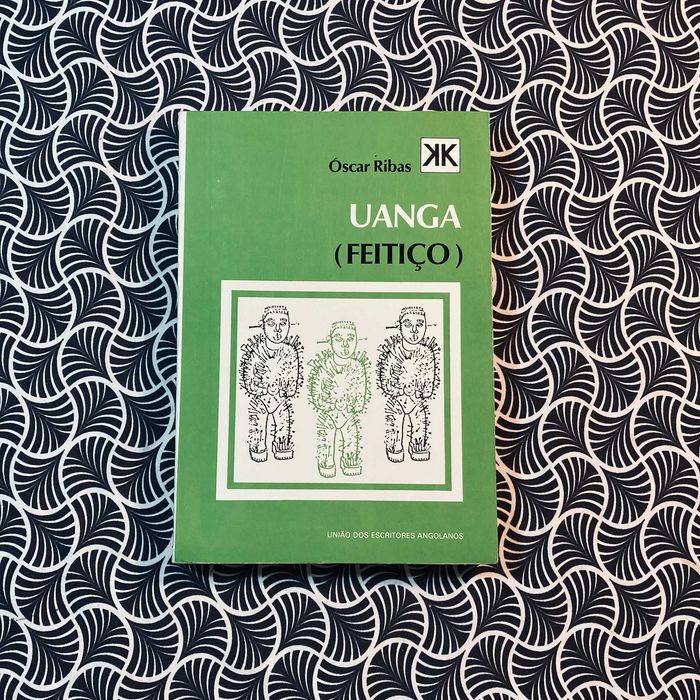 Óscar Ribas
KK
UANGA
(FEITIÇO)
UNIÃO DOS ESCRITORES ANGOLANOS